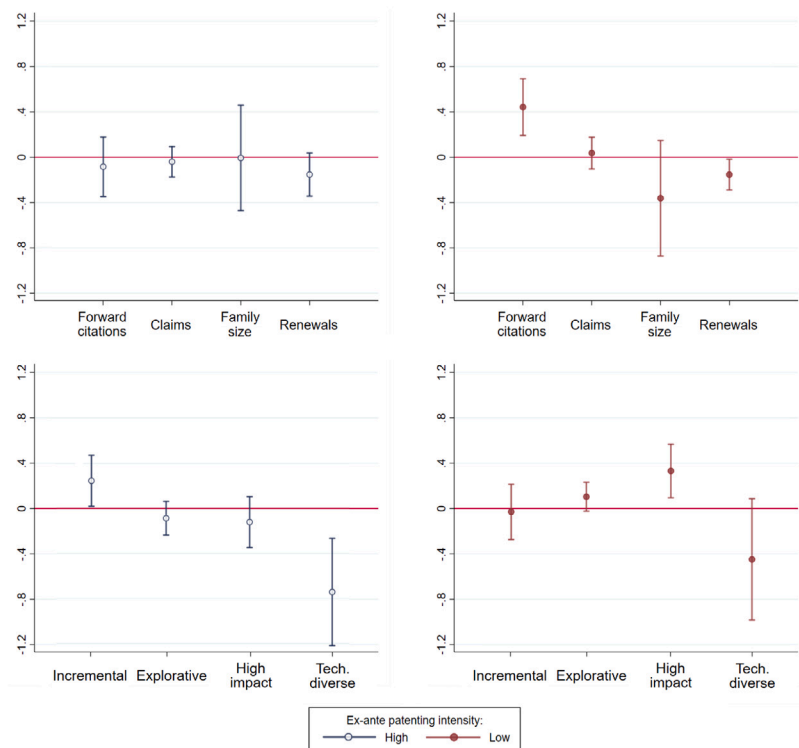 1.2
.8
.4
0
-.4
-.8
-1.2
Forward citations
Claims
Family size
Renewals
1.2
.8
.4
0
-.4
-.8
-1.2
Forward citations
Claims
Family size
Renewals
1.2
.8
.4
0
-.4
-.8
-1.2
Incremental
Explorative
High impact
Tech. diverse
1.2
.8
.4
0
-.4
-.8
-1.2
Incremental
Explorative
High impact
Tech. diverse
Ex-ante patenting intensity:
High Low